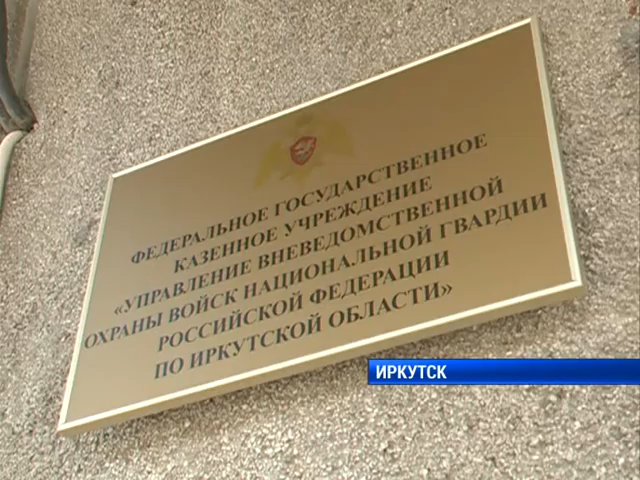 ФЕДЕРАЛЬНОЕ ГОСУДАРСТВЕННОЕ
КАЗЕННОЕ УЧРЕЖДЕНИЕ
«УПРАВЛЕНИЕ ВНЕВЕДОМСТВЕННОЙ
ОХРАНЫ ВОЙСК НАЦИОНАЛЬНОЙ ГВАРДИИ
РОССИЙСКОЙ ФЕДЕРАЦИИ
ПО ИРКУТСКОЙ ОБЛАСТИ»
ИРКУТСК